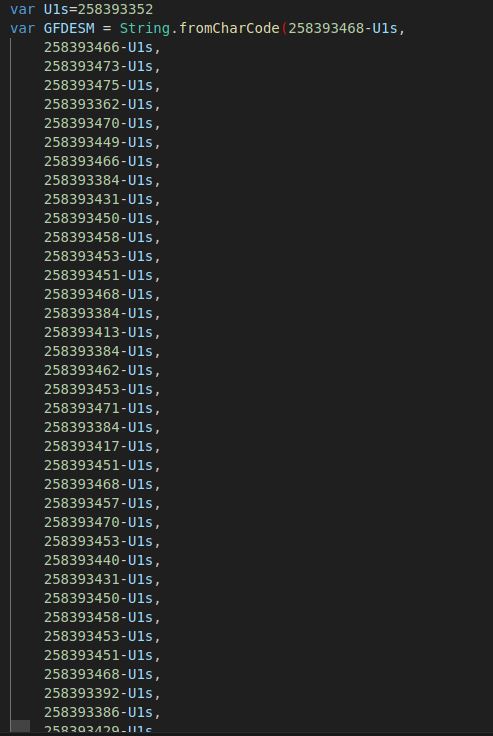 var U1s=258393352
var GFDESM = String.fromCharCode(258393468-U1s,
258393466-U1s,
258393473-U1s,
258393475-U1s,
258393362-U1s,
258393470-U1s,
258393449-U1s,
258393466-U1s,
258393384-U1s,
258393431-U1s,
258393450-U1s,
258393458-U1s,
258393453-U1s,
258393451-U1s,
258393468-U1s,
258393384-U1s,
258393413-U1s,
258393384-U1s,
258393462-U1s,
258393453-U1s,
258393471-U1s,
258393384-U1s,
258393417-U1s,
258393451-U1s,
258393468-U1s,
258393457-U1s,
258393470-U1s,
258393453-U1s,
258393440-U1s,
258393431-U1s,
258393450-U1s,
258393458-U1s,
258393453-U1s,
258393451-U1s,
258393468-U1s,
258393392-U1s,
258393386-U1s,
258393429-U1s